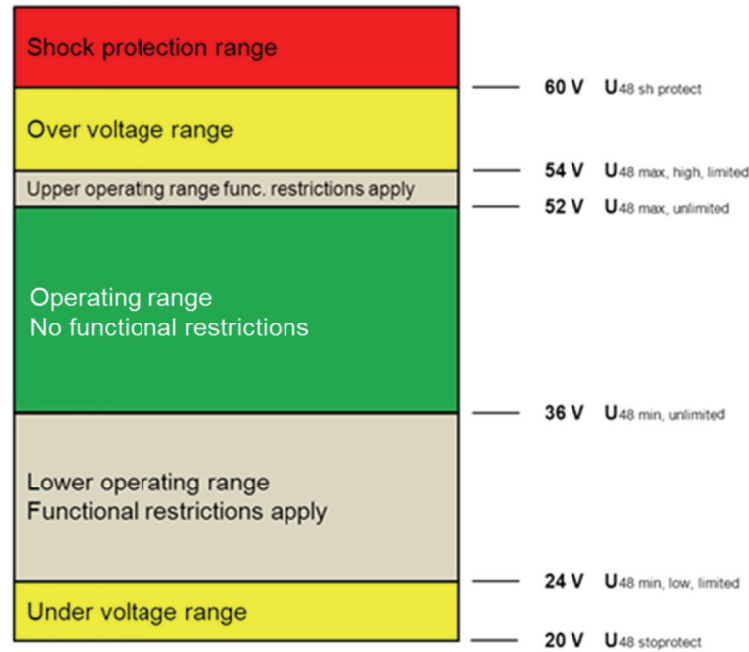 Shock protection range
60 V U48 sh protect
Over voltage range
54 V U48 max, high, limited
Upper operating range func. restrictions apply
52 V U48 max, unlimited
Operating range
No functional restrictions
36 V U48 min, unlimited
Lower operating range
Functional restrictions apply
24 V U48 min, low, limited
Under voltage range
20 V U48 stoprotect